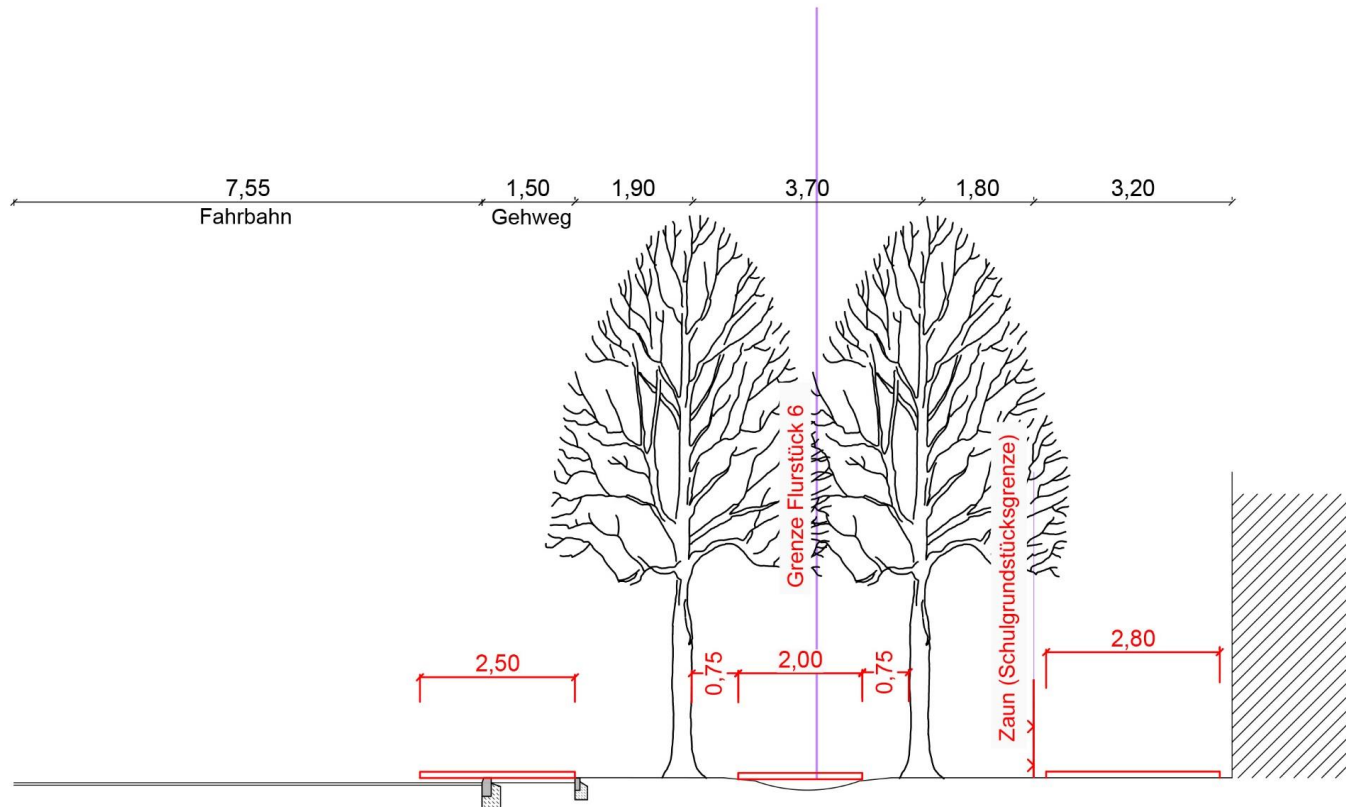 7,55
1,50
1,90
3,70
1,80
3,20
Fahrbahn
Gehweg
Grenze Flurstück 6
Zaun (Schulgrundstücksgrenze)
2,50
0,75
2,00
0,75
2,80